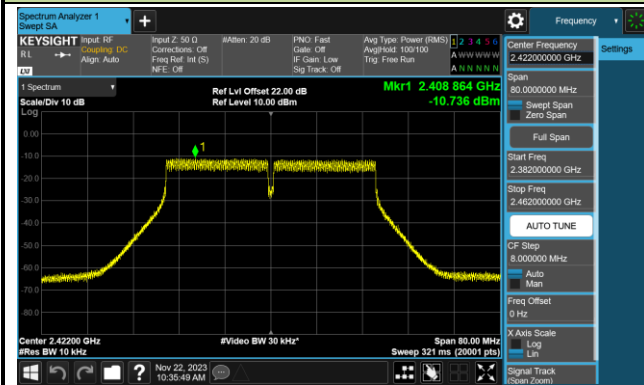 Spectrum Analyzer 1
Swept SA
+
Frequency
KEYSIGHT
RL
LXI
Input: RF
Coupling: DC
Align: Auto
Input Z: 50 Ω
Corrections: Off
Freq Ref: Int (S)
NFE: Off
#Atten: 20 dB
PNO: Fast
Gate: Off
IF Gain: Low
Sig Track: Off
Avg Type: Power (RMS)
Avg|Hold: 100/100
Trig: Free Run
1 2 3 4 5 6
A W W W W W
A N N N N N
1 Spectrum
Scale/Div 10 dB
Log
Ref Lvl Offset 22.00 dB
Ref Level 10.00 dBm
Mkr1 2.408 864 GHz
-10.736 dBm
1
0.00
-10.0
-20.0
-30.0
-40.0
-50.0
-60.0
-70.0
-80.0
Center 2.42200 GHz
#Res BW 10 kHz
#Video BW 30 kHz*
Span 80.00 MHz
Sweep 321 ms (20001 pts)
Nov 22, 2023
10:35:49 AM
?
Center Frequency
2.422000000 GHz
Settings
Span
80.0000000 MHz
Swept Span
Zero Span
Full Span
Start Freq
2.382000000 GHz
Stop Freq
2.462000000 GHz
AUTO TUNE
CF Step
8.000000 MHz
Auto
Man
Freq Offset
0 Hz
X Axis Scale
Log
Lin
Signal Track
(Span Zoom)